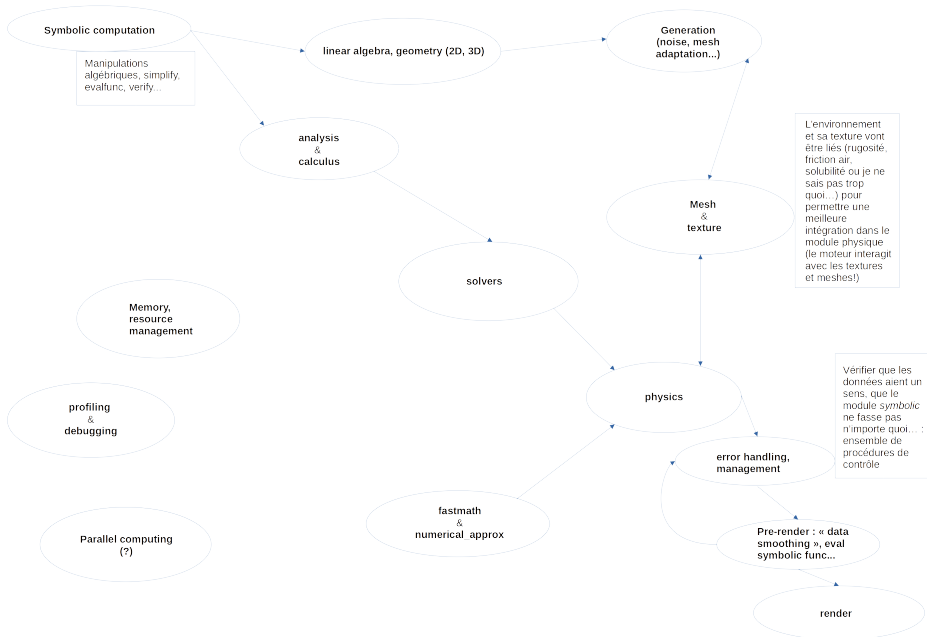 Symbolic computation
Manipulations
algébriques, simplify,
evalfunc, verify...
linear algebra, geometry (2D, 3D)
Generation
(noise, mesh
adaptation...)
analysis
&
calculus
L'environnement
et sa texture vont
être liés (rugosité,
friction air,
solubilité ou je ne
sais pas trop
quoi...) pour
permettre une
meilleure
intégration dans le
module physique
(le moteur interagit
avec les textures
et meshes!)
Mesh
&
texture
solvers
Memory,
resource
management
physics
Vérifier que les
données aient un
sens, que le
module symbolic
ne fasse pas
n'importe quoi... :
ensemble de
procédures de
contrôle
profiling
&
debugging
error handling,
management
fastmath
&
numerical_approx
Parallel computing
(?)
Pre-render : « data
smoothing », eval
symbolic func...
render